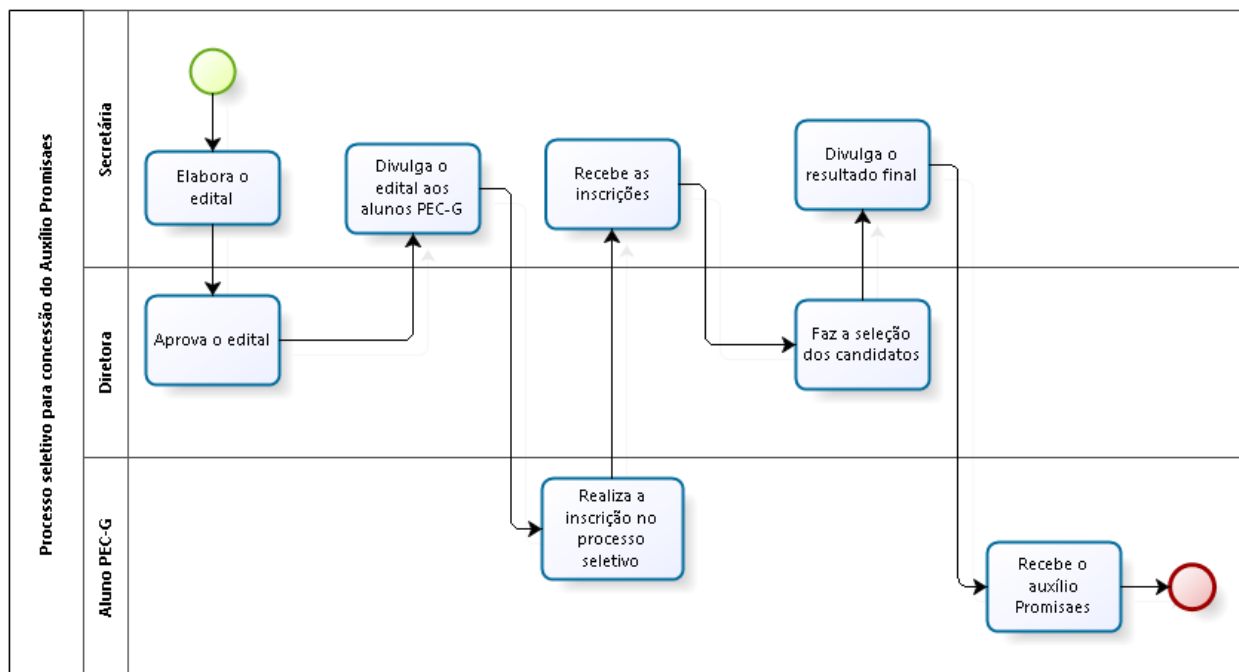 Processo seletivo para concessão do Auxílio Promisaes
Secretária
Elabora o
edital
Divulga o
edital aos
alunos PEC-G
Recebe as
inscrições
Divulga o
resultado final
Diretora
Aprova o edital
Faz a seleção
dos candidatos
Aluno PEC-G
Realiza a
inscrição no
processo
seletivo
Recebe o
auxílio
Promisaes